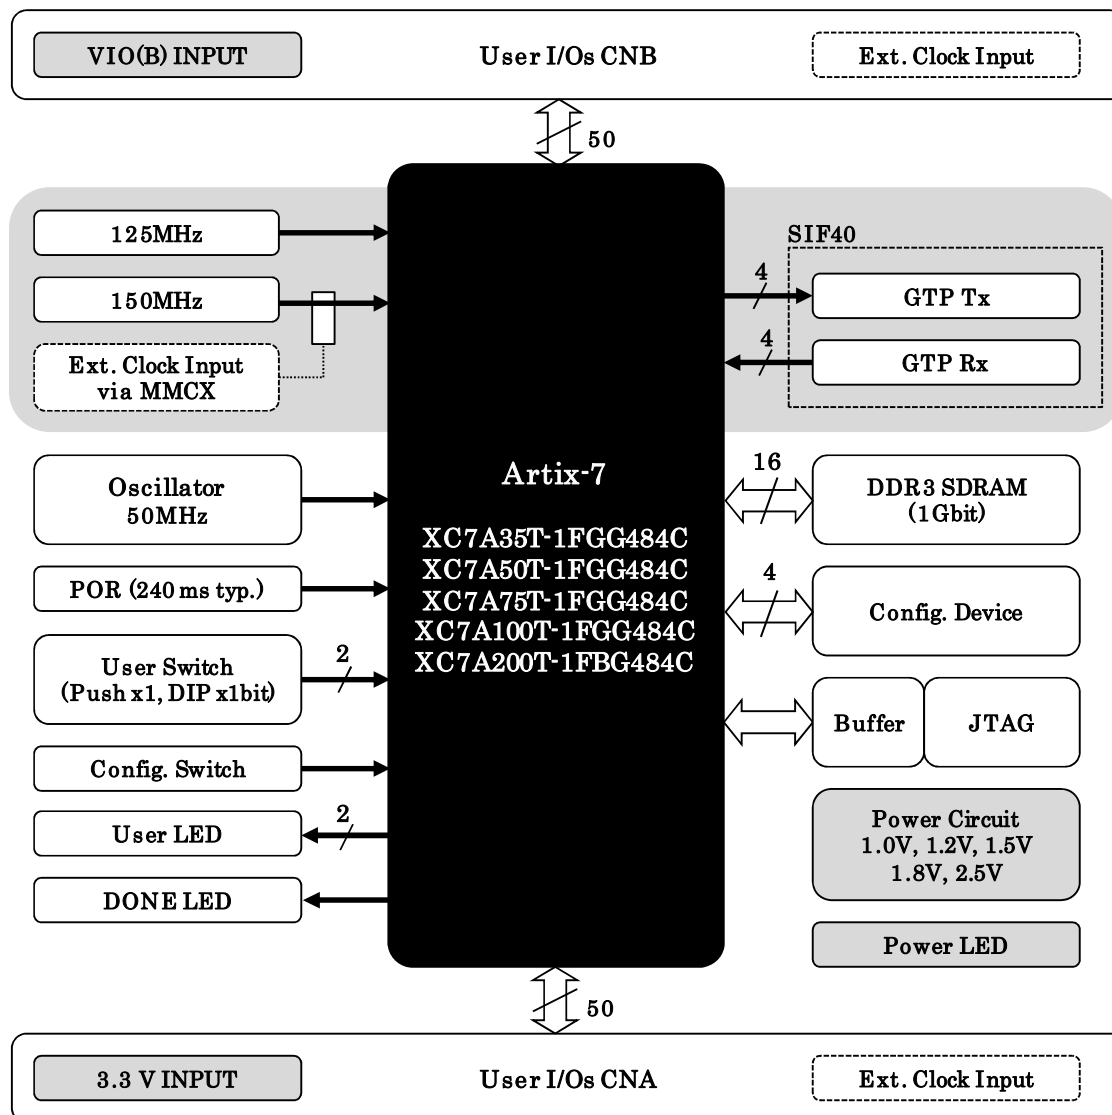 VIO(B) INPUT
User I/Os CNB
Ext. Clock Input
50
125MHz
150MHz
Ext. Clock Input
via MMCX
SIF40
4
GTP Tx
4
GTP Rx
Artix-7
XC7A35T-1FGG484C
XC7A50T-1FGG484C
XC7A75T-1FGG484C
XC7A100T-1FGG484C
XC7A200T-1FBG484C
Oscillator
50MHz
POR (240 ms typ.)
User Switch
(Push x1, DIP x1bit)
2
Config. Switch
User LED
2
DONE LED
16
DDR3 SDRAM
(1Gbit)
4
Config. Device
Buffer
JTAG
Power Circuit
1.0V, 1.2V, 1.5V
1.8V, 2.5V
Power LED
50
3.3 V INPUT
User I/Os CNA
Ext. Clock Input